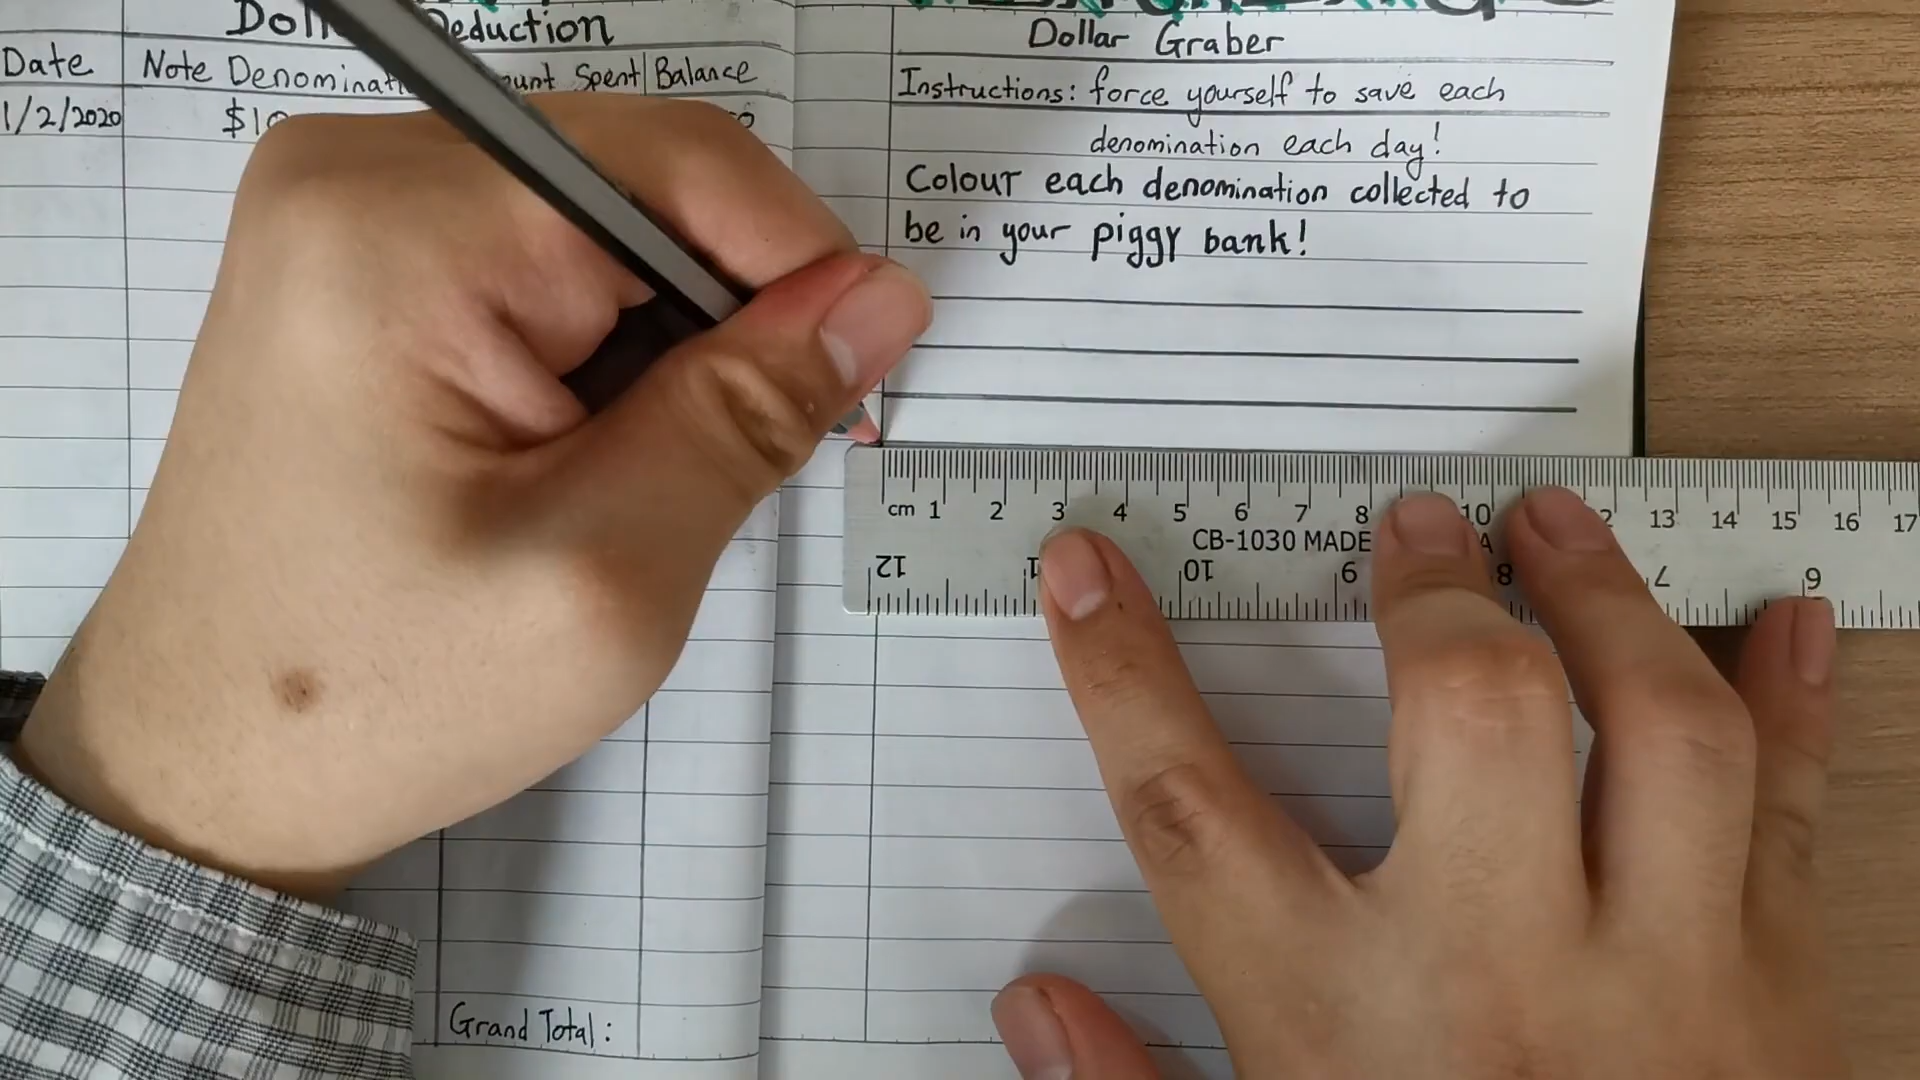 Deduction
Date
Spent
Balance
1/2/2020
Grand Total:
Dollar Graber
Instructions: force yourself to save each
denomination each day!
Colour each denomination collected to
be in your piggy bank!
cm 1 2 3 4 5 6 7 8 10 13 14 15 16 17
CB-1030 MADE
12 10 9 8 7 6